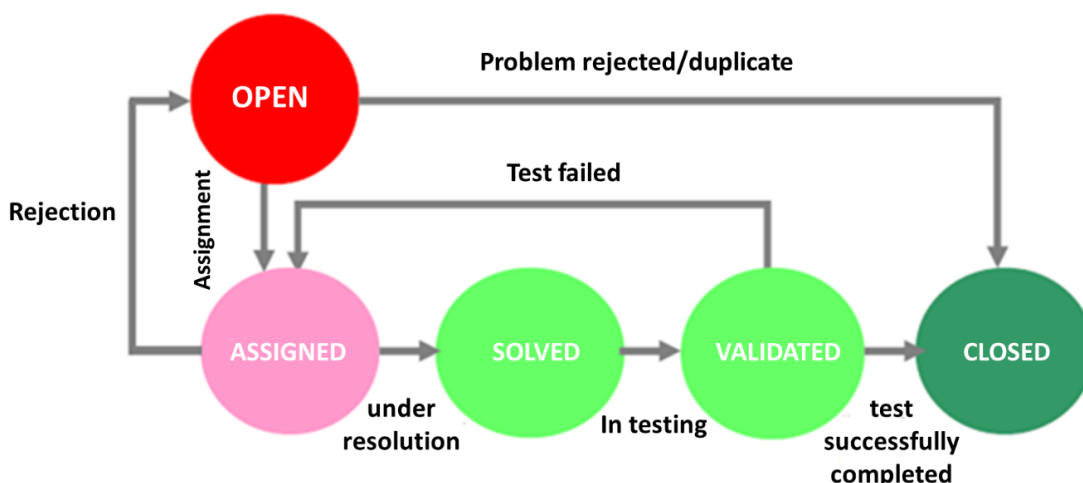 Problem rejected/duplicate
OPEN
Test failed
Assignment
Rejection
ASSIGNED
SOLVED
VALIDATED
CLOSED
under
resolution
In testing
test
successfully
completed